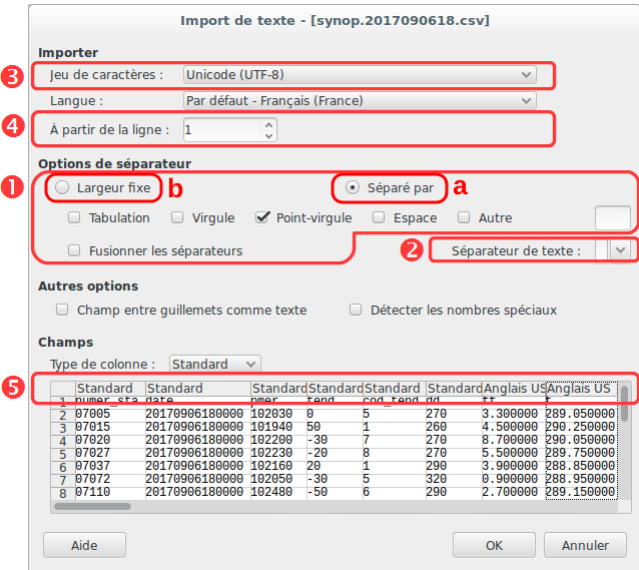 Import de texte - [synop.2017090618.csv]
Importer
3 Jeu de caractères : Unicode (UTF-8)
Langue : Par défaut - Français (France)
4 À partir de la ligne : 1
Options de séparateur
1 Largeur fixe b Séparé par a
Tabulation Virgule Point-virgule Espace Autre
Fusionner les séparateurs 2 Séparateur de texte :
Autres options
Champ entre guillemets comme texte Détecter les nombres spéciaux
Champs
Type de colonne : Standard
5 Standard Standard Standard Standard Standard Standard Anglais US Anglais US
1 numer_sta date pmer tend cod_tend dd ff t
2 07005 20170906180000 102030 0 5 270 3.300000 289.050000
3 07015 20170906180000 101940 50 1 260 4.500000 290.250000
4 07020 20170906180000 102200 -30 7 270 8.700000 290.050000
5 07027 20170906180000 102230 -20 8 270 5.500000 289.750000
6 07037 20170906180000 102160 20 1 290 3.900000 288.850000
7 07072 20170906180000 102050 -30 5 320 0.900000 288.950000
8 07110 20170906180000 102480 -50 6 290 2.700000 289.150000
Aide OK Annuler